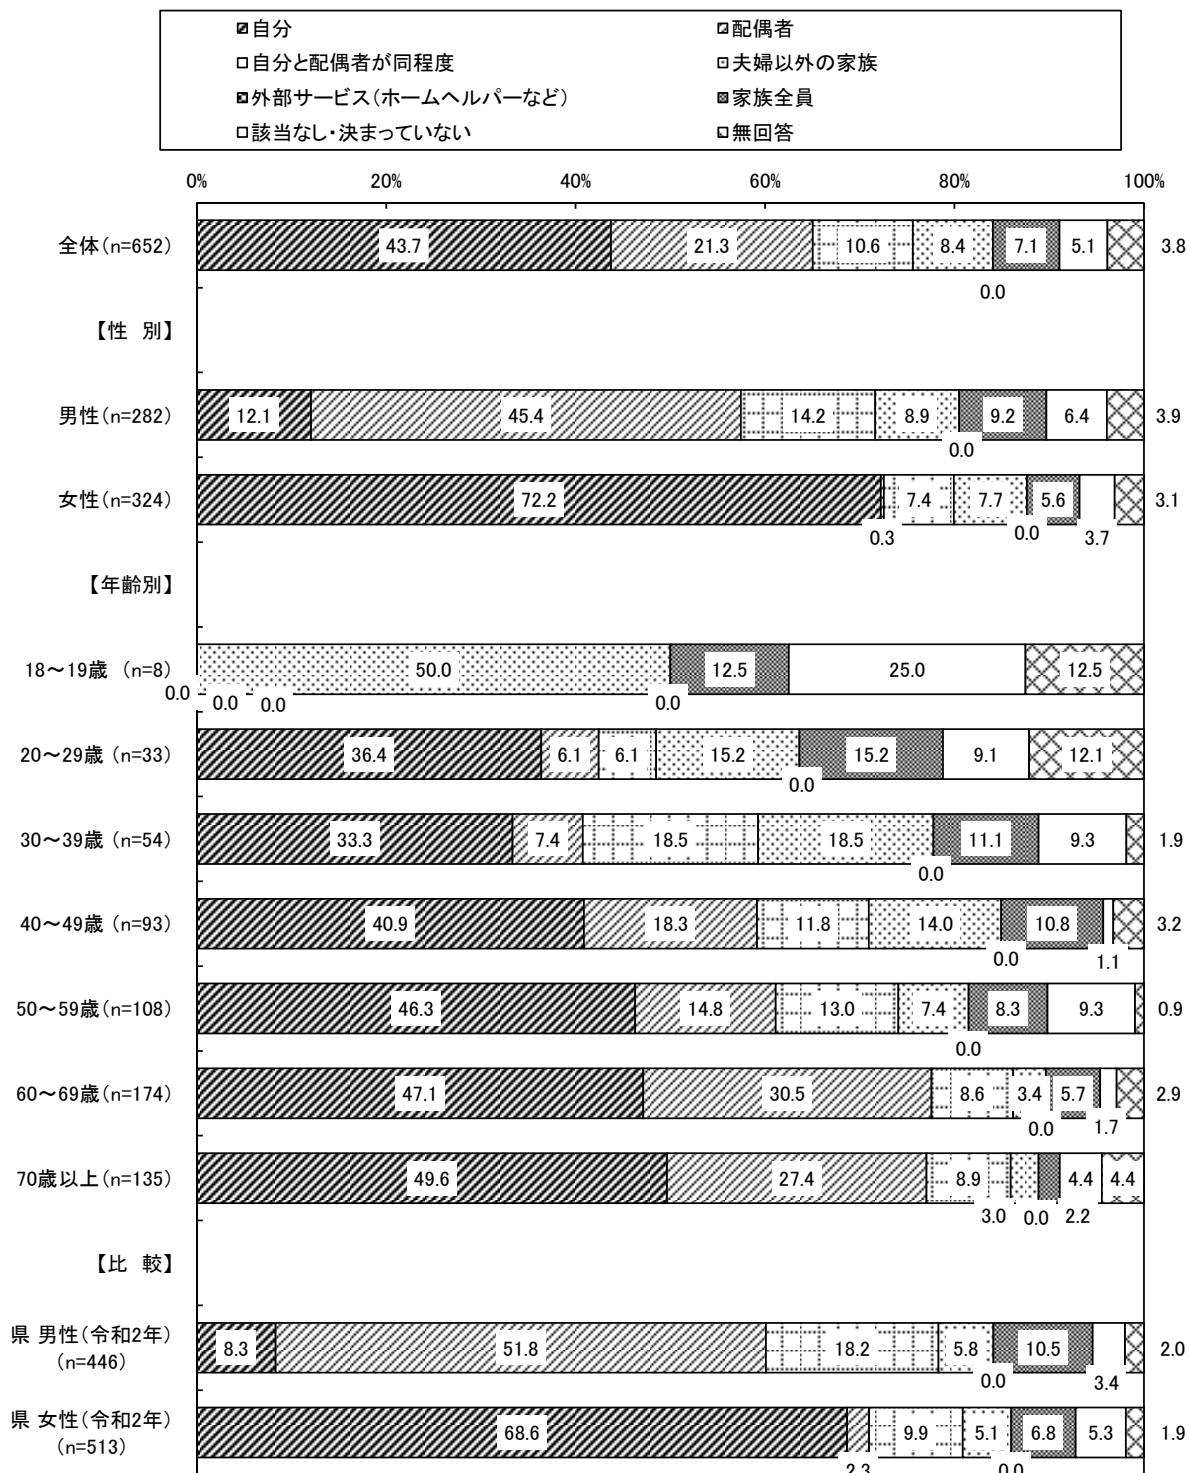 自分 配偶者
自分と配偶者が同程度 夫婦以外の家族
外部サービス(ホームヘルパーなど) 家族全員
該当なし・決まっていない 無回答
0% 20% 40% 60% 80% 100%
全体(n=652) 43.7 21.3 10.6 8.4 7.1 5.1 3.8
0.0
【性 別】
男性(n=282) 12.1 45.4 14.2 8.9 9.2 6.4 3.9
0.0
女性(n=324) 72.2 7.4 7.7 5.6 3.1
0.3 0.0 3.7
【年齢別】
18～19歳 (n=8) 50.0 12.5 25.0 12.5
0.0 0.0 0.0 0.0
20～29歳 (n=33) 36.4 6.1 6.1 15.2 15.2 9.1 12.1
0.0
30～39歳 (n=54) 33.3 7.4 18.5 18.5 11.1 9.3 1.9
0.0
40～49歳 (n=93) 40.9 18.3 11.8 14.0 10.8 3.2
0.0 1.1
50～59歳(n=108) 46.3 14.8 13.0 7.4 8.3 9.3 0.9
0.0
60～69歳(n=174) 47.1 30.5 8.6 3.4 5.7 2.9
0.0 1.7
70歳以上(n=135) 49.6 27.4 8.9 4.4 4.4
3.0 0.0 2.2
【比 較】
県 男性(令和2年) 8.3 51.8 18.2 5.8 10.5 2.0
(n=446) 0.0 3.4
県 女性(令和2年) 68.6 9.9 5.1 6.8 5.3 1.9
(n=513) 2.3 0.0